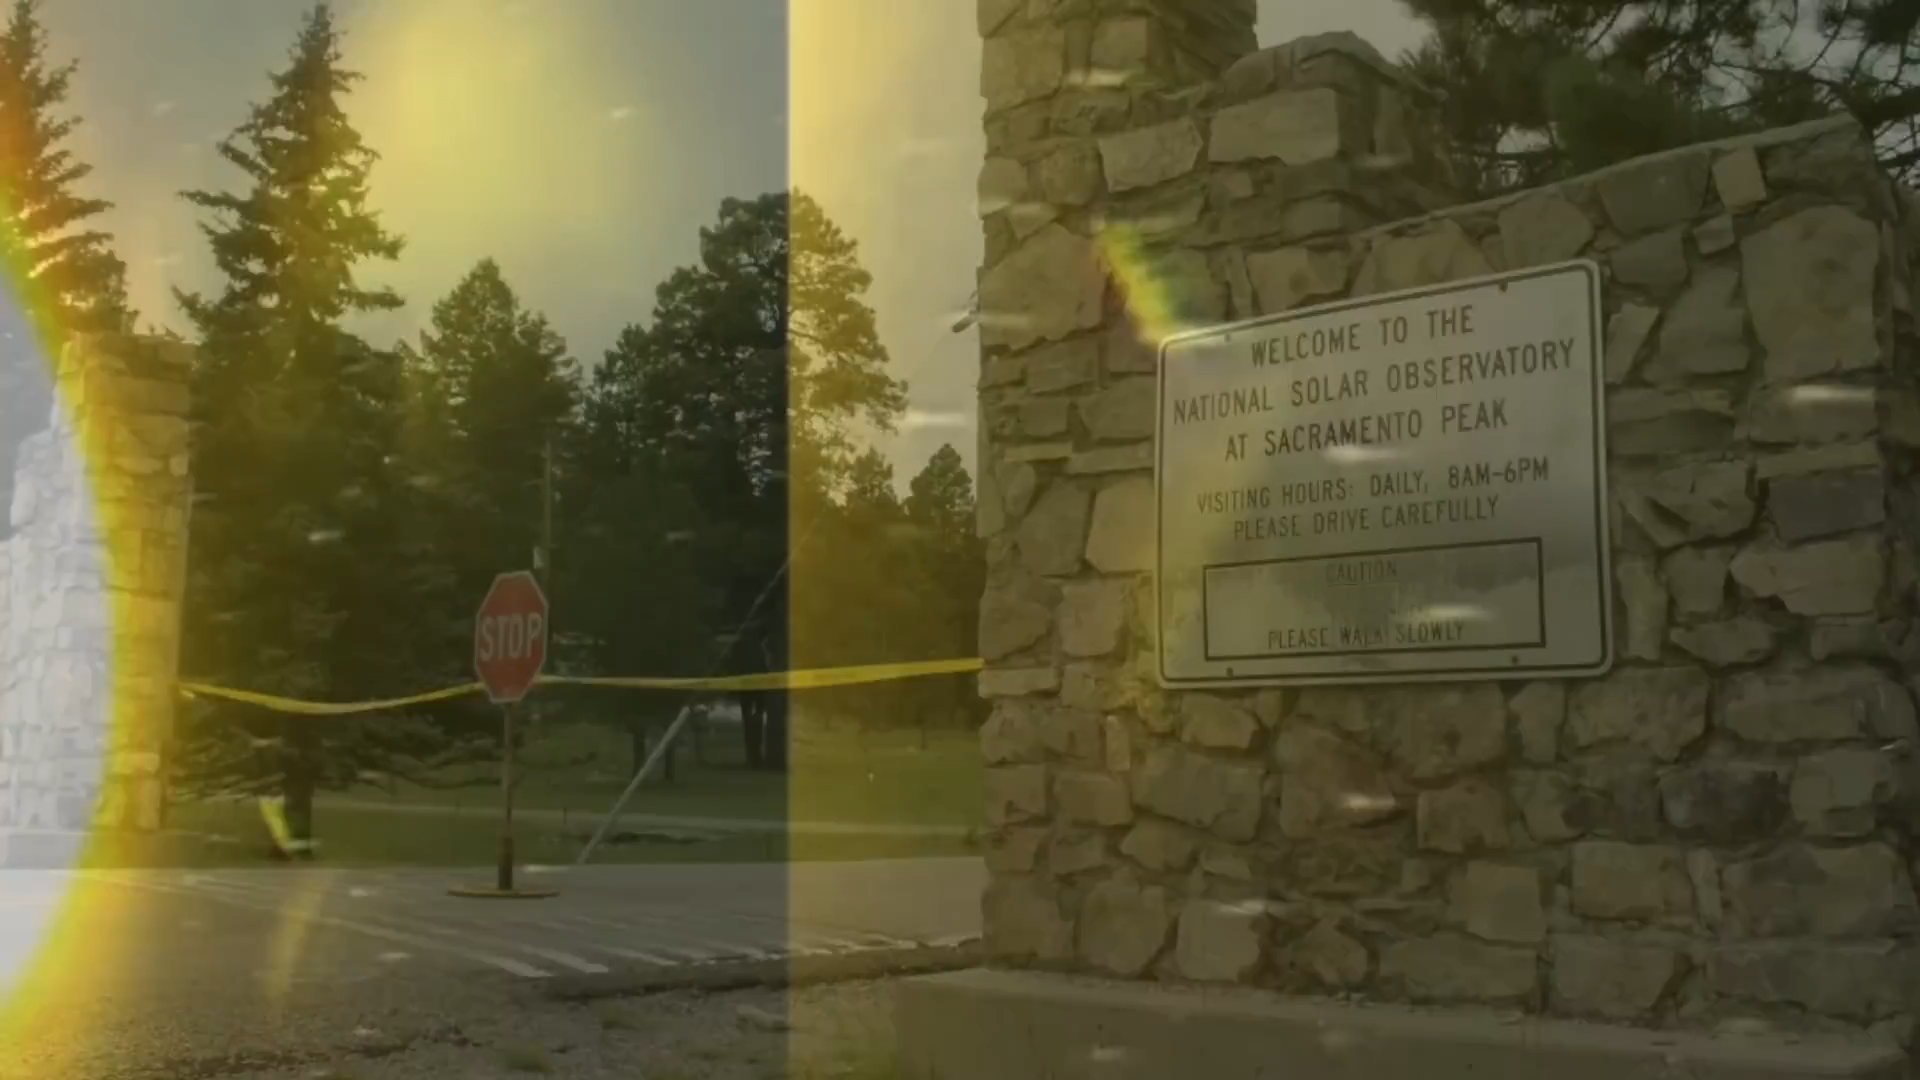 STOP
WELCOME TO THE
NATIONAL SOLAR OBSERVATORY
AT SACRAMENTO PEAK
VISITING HOURS: DAILY, 8AM-6PM
PLEASE DRIVE CAREFULLY
CAUTION
PLEASE WALK SLOWLY